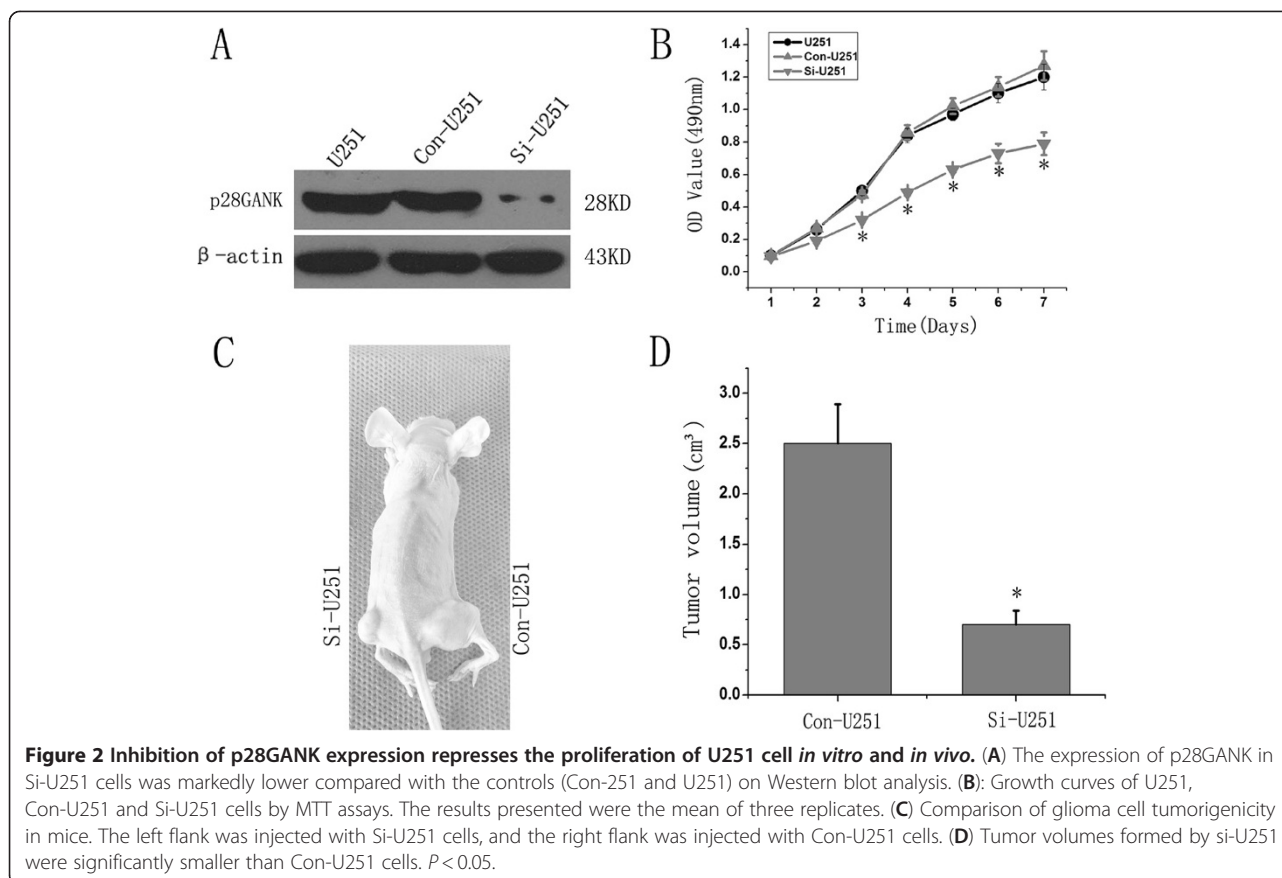 A
U251
Con-U251
Si-U251
p28GANK
28KD
β-actin
43KD
B
U251
Con-U251
Si-U251
OD Value(490nm)
1.4
1.2
1.0
0.8
0.6
0.4
0.2
0.0
* * * * *
1 2 3 4 5 6 7
Time(Days)
C
Si-U251
Con-U251
D
Tumor volume(cm³)
3.0
2.5
2.0
1.5
1.0
0.5
0.0
*
Con-U251 Si-U251
Figure 2 Inhibition of p28GANK expression represses the proliferation of U251 cell in vitro and in vivo. (A) The expression of p28GANK in
Si-U251 cells was markedly lower compared with the controls (Con-251 and U251) on Western blot analysis. (B): Growth curves of U251,
Con-U251 and Si-U251 cells by MTT assays. The results presented were the mean of three replicates. (C) Comparison of glioma cell tumorigenicity
in mice. The left flank was injected with Si-U251 cells, and the right flank was injected with Con-U251 cells. (D) Tumor volumes formed by si-U251
were significantly smaller than Con-U251 cells. P < 0.05.